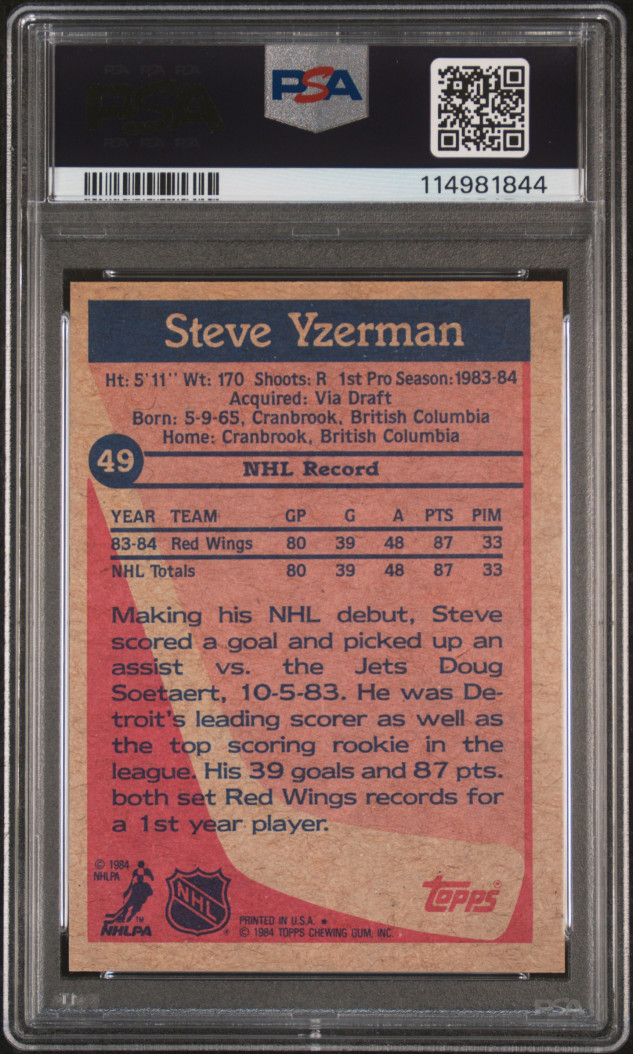 PSA
114981844
Steve Yzerman
Ht: 5'11" Wt: 170 Shoots: R 1st Pro Season: 1983-84
Acquired: Via Draft
Born: 5-9-65, Cranbrook, British Columbia
Home: Cranbrook, British Columbia
49
NHL Record
YEAR TEAM GP G A PTS PIM
83-84 Red Wings 80 39 48 87 33
NHL Totals 80 39 48 87 33
Making his NHL debut, Steve
scored a goal and picked up an
assist vs. the Jets Doug
Soetaert, 10-5-83. He was De-
troit's leading scorer as well as
the top scoring rookie in the
league. His 39 goals and 87 pts.
both set Red Wings records for
a 1st year player.
© 1984
NHLPA
TM
NHLPA
NHL
®
PRINTED IN U.S.A. *
© 1984 TOPPS CHEWING GUM, INC.
topps®
PSA